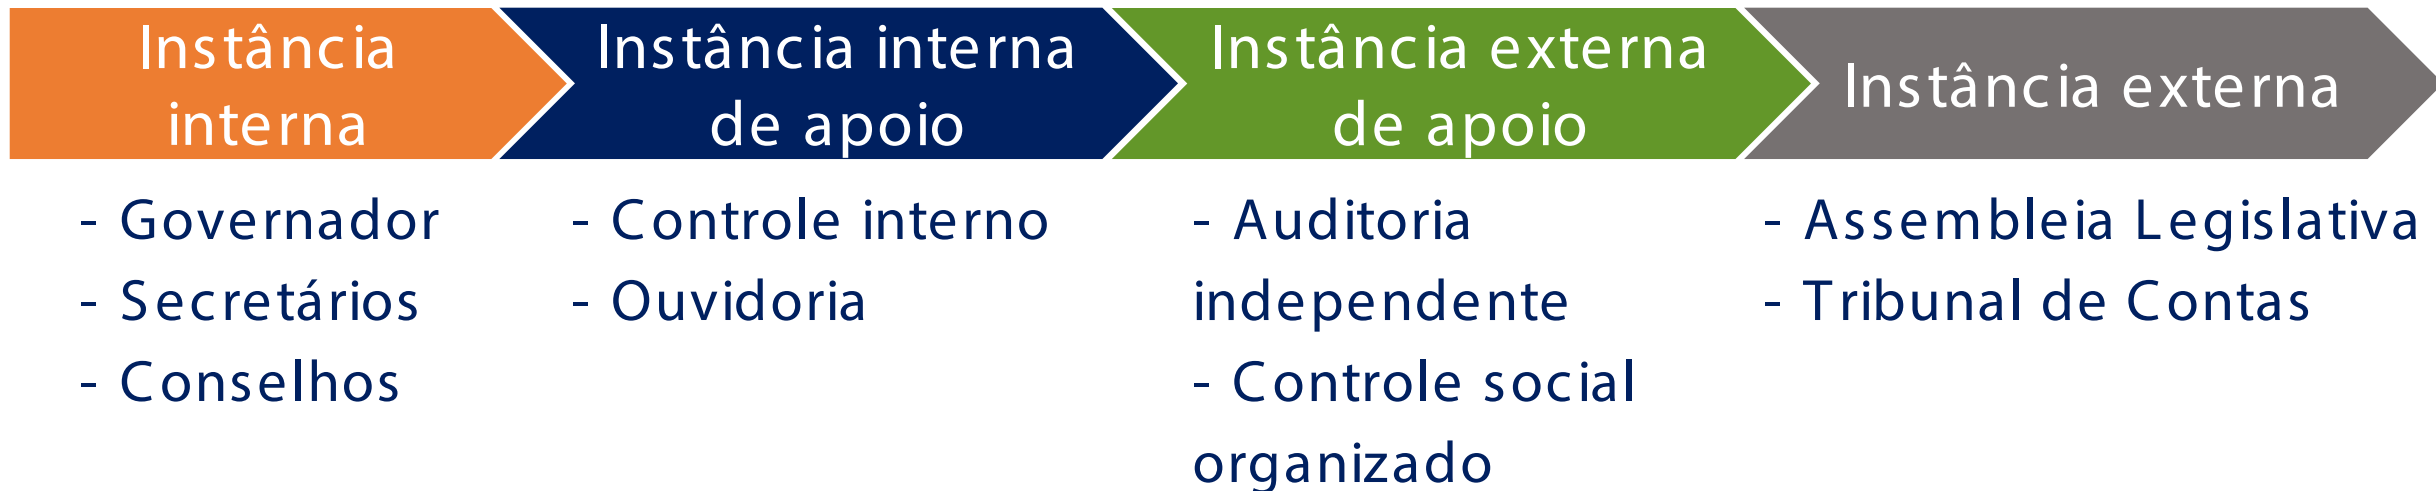 Instância
interna
Instância interna
de apoio
Instância externa
de apoio
Instância externa
- Governador
- Secretários
- Conselhos
- Controle interno
- Ouvidoria
- Auditoria
independente
- Controle social
organizado
- Assembleia Legislativa
- Tribunal de Contas